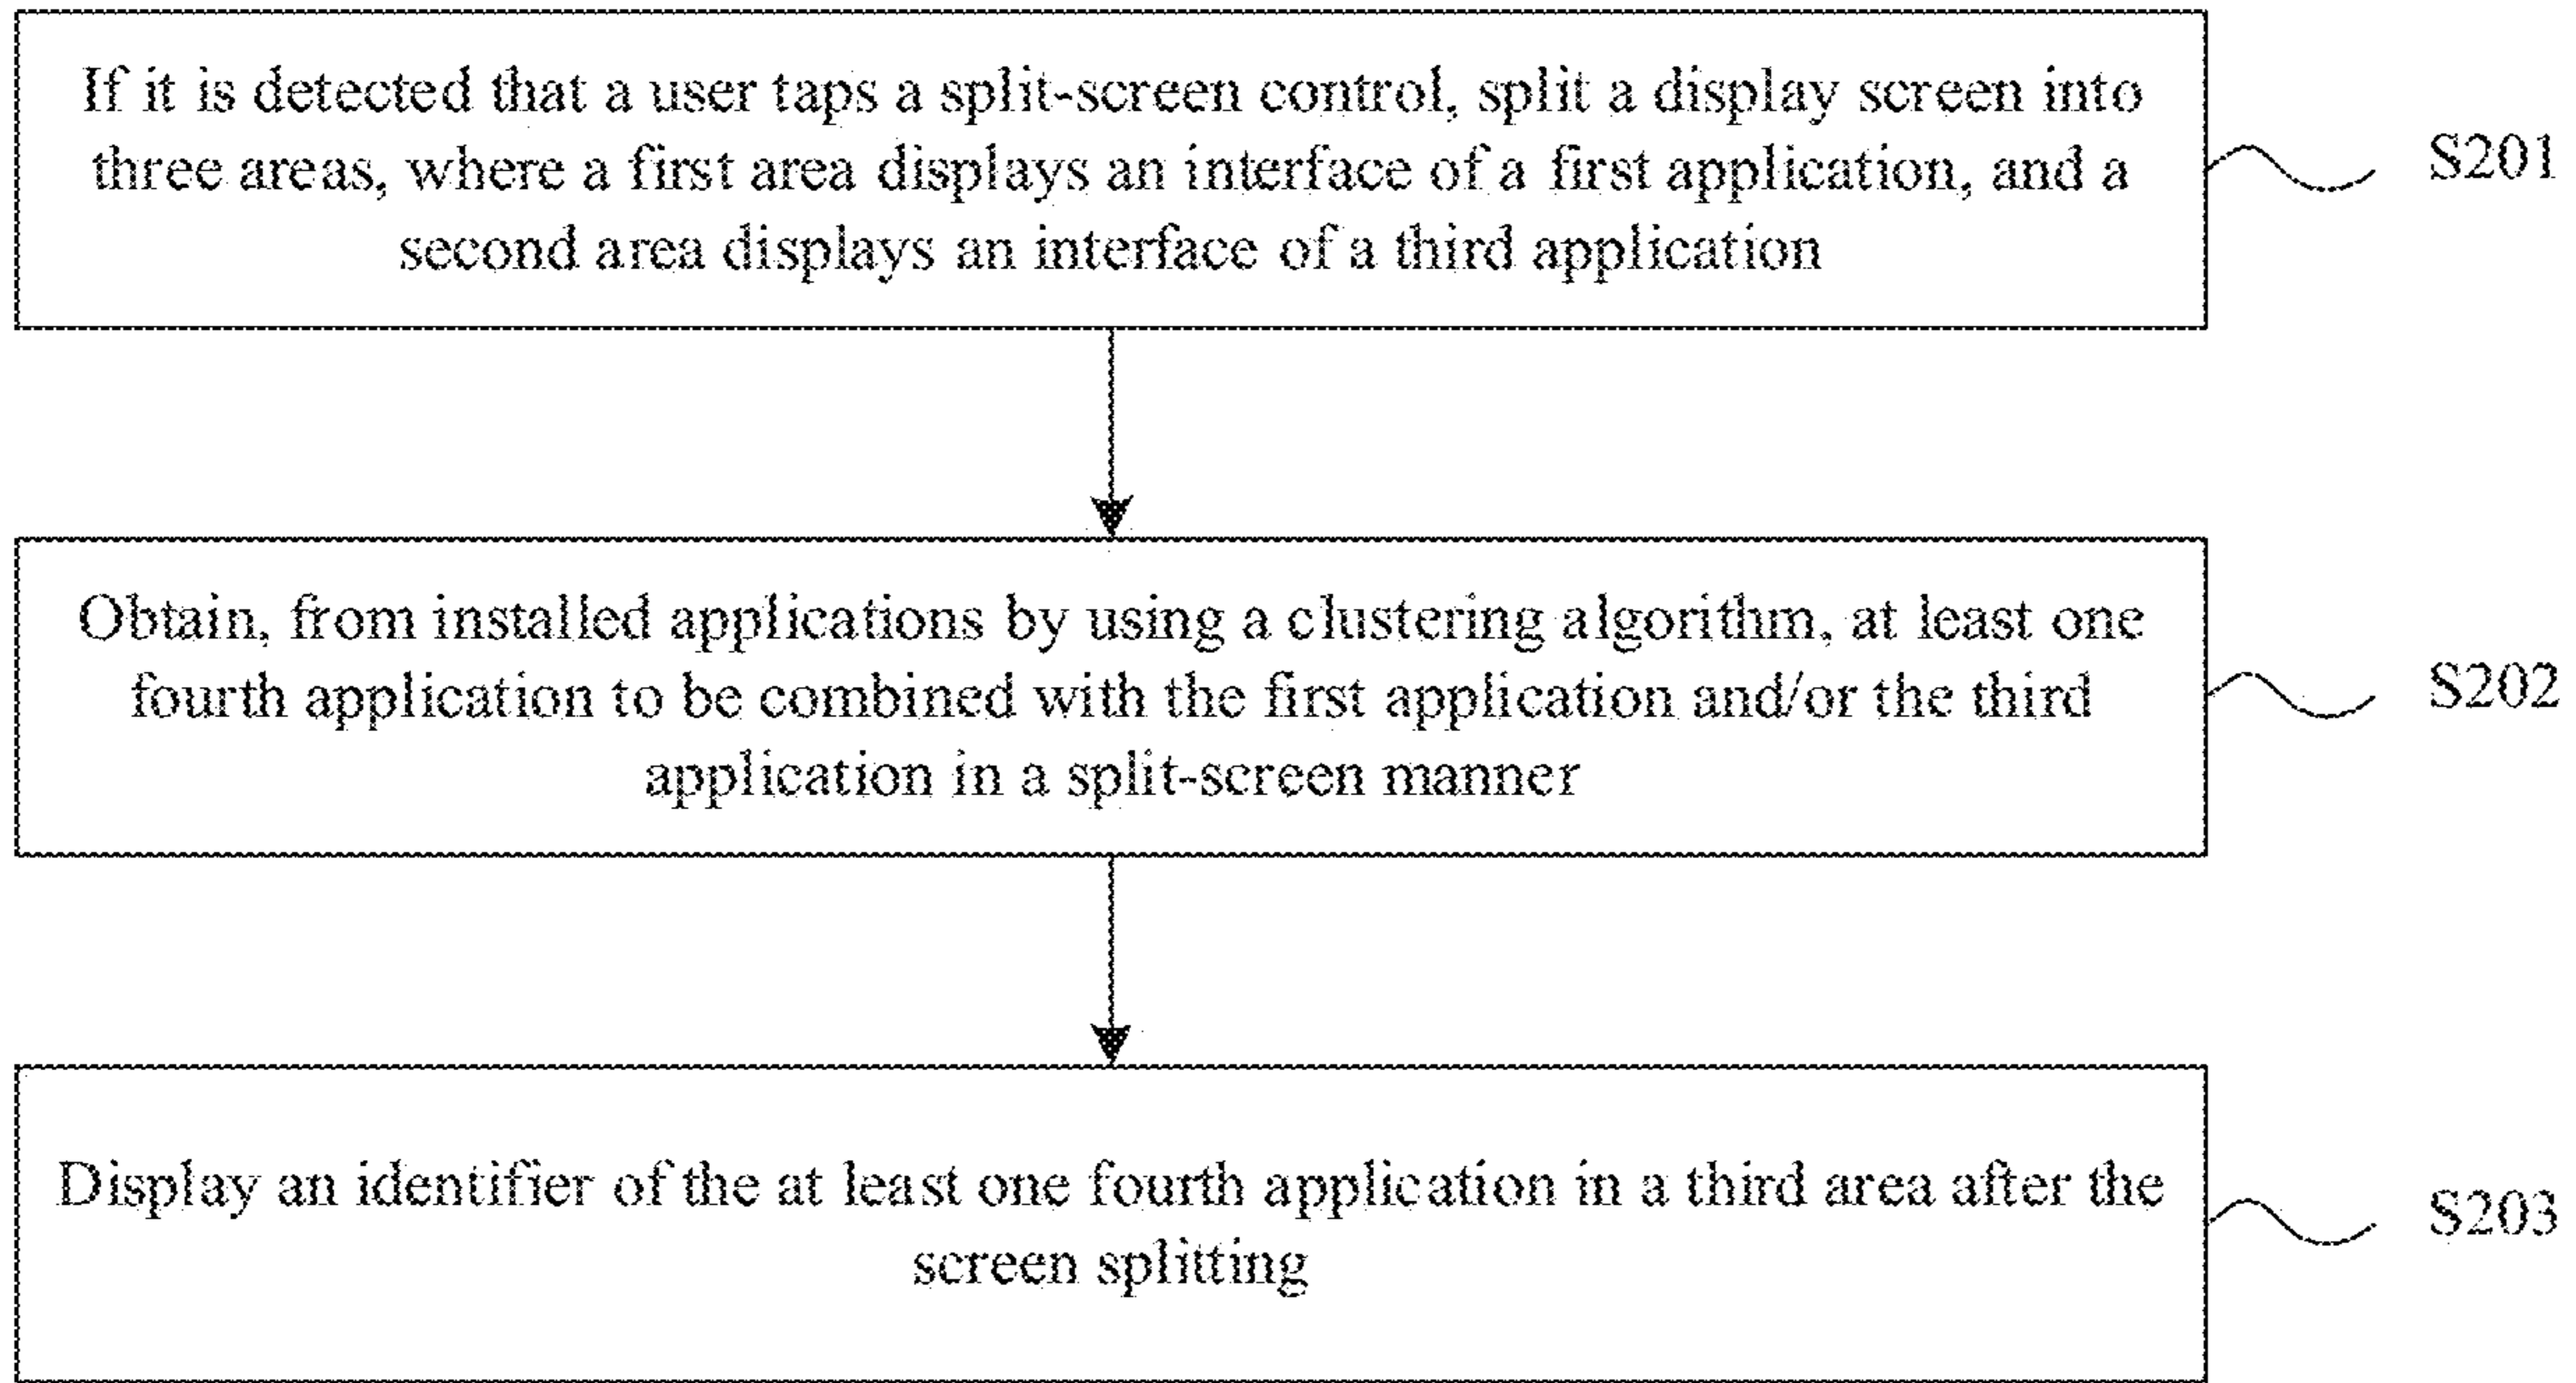 If it is detected that a user taps a split-screen control, split a display screen into
three areas, where a first area displays an interface of a first application, and a
second area displays an interface of a third application
S201
Obtain, from installed applications by using a clustering algorithm, at least one
fourth application to be combined with the first application and/or the third
application in a split-screen manner
S202
Display an identifier of the at least one fourth application in a third area after the
screen splitting
S203